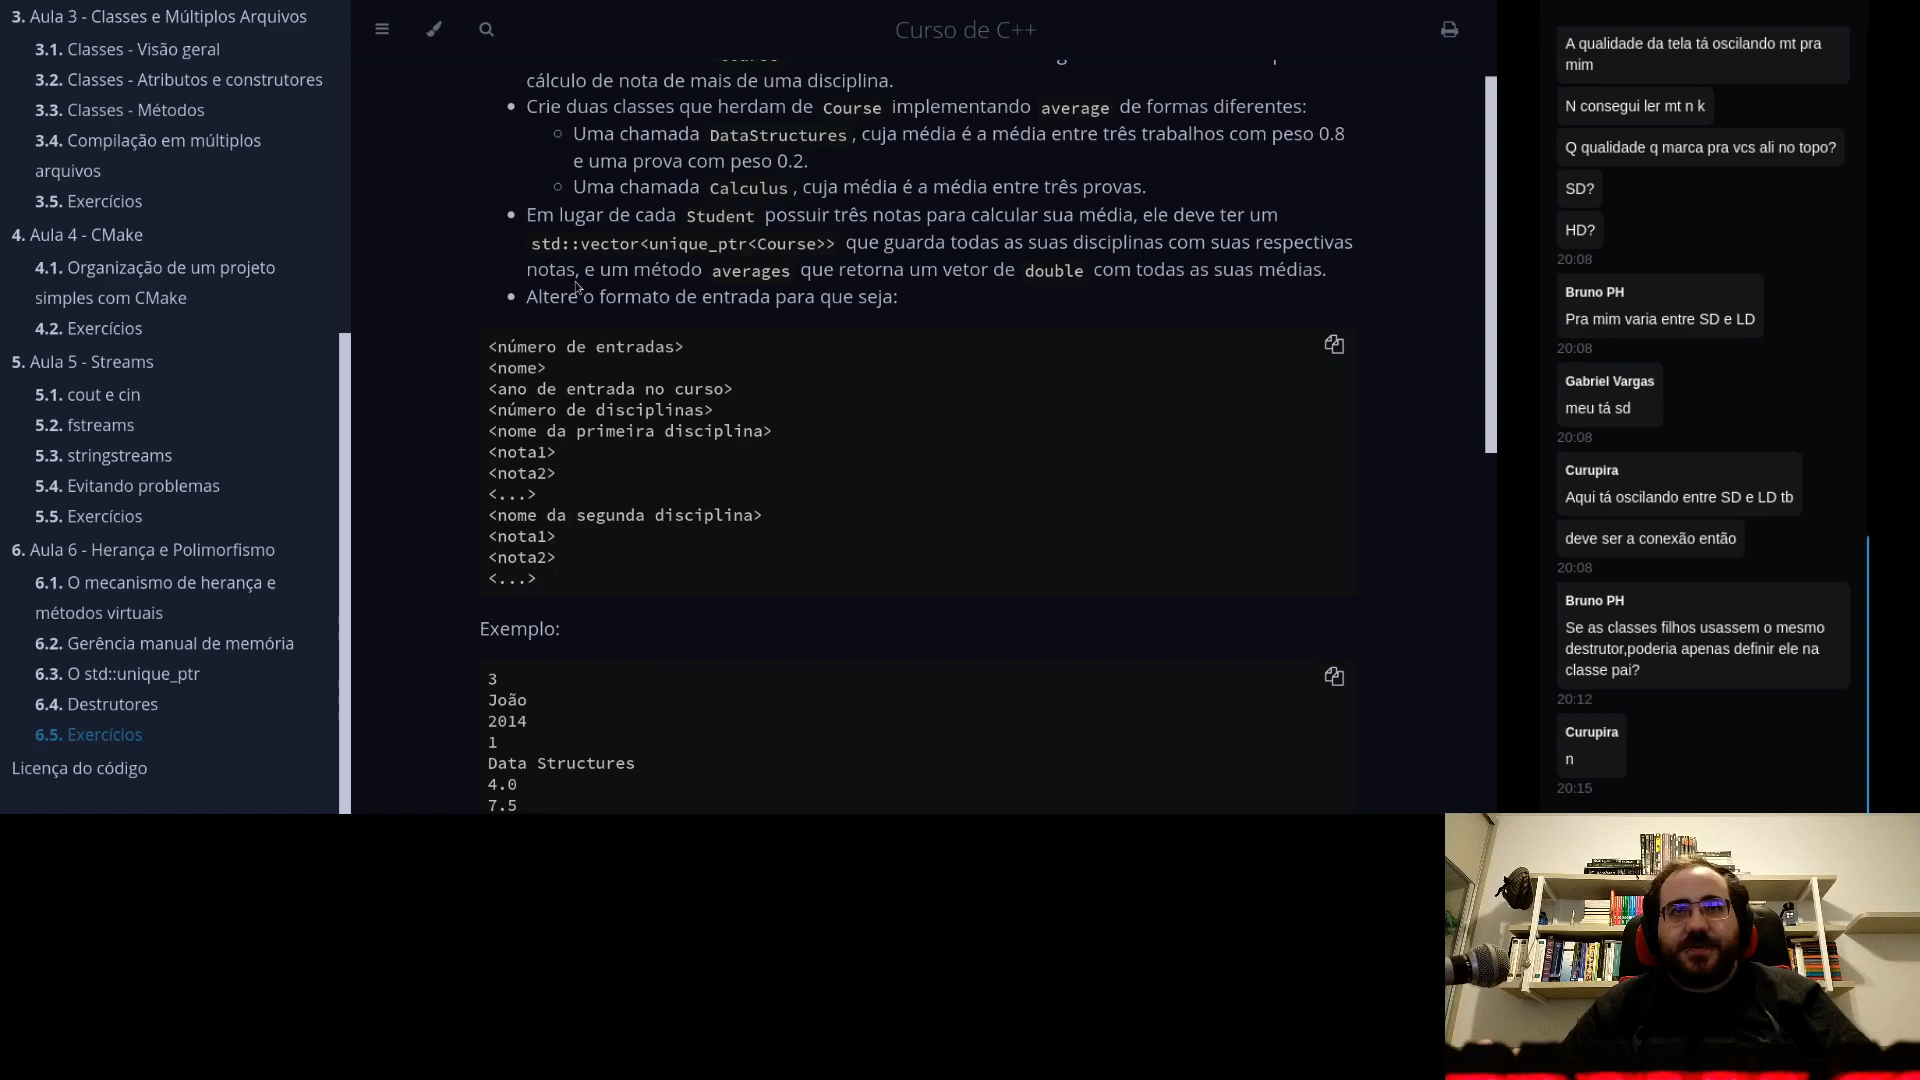 3. Aula 3 - Classes e Múltiplos Arquivos
3.1. Classes - Visão geral
3.2. Classes - Atributos e construtores
3.3. Classes - Métodos
3.4. Compilação em múltiplos
arquivos
3.5. Exercícios
4. Aula 4 - CMake
4.1. Organização de um projeto
simples com CMake
4.2. Exercícios
5. Aula 5 - Streams
5.1. cout e cin
5.2. fstreams
5.3. stringstreams
5.4. Evitando problemas
5.5. Exercícios
6. Aula 6 - Herança e Polimorfismo
6.1. O mecanismo de herança e
métodos virtuais
6.2. Gerência manual de memória
6.3. O std::unique_ptr
6.4. Destrutores
6.5. Exercícios
Licença do código
Curso de C++
cálculo de nota de mais de uma disciplina.
• Crie duas classes que herdam de Course implementando average de formas diferentes:
○ Uma chamada DataStructures, cuja média é a média entre três trabalhos com peso 0.8
e uma prova com peso 0.2.
○ Uma chamada Calculus, cuja média é a média entre três provas.
• Em lugar de cada Student possuir três notas para calcular sua média, ele deve ter um
std::vector<unique_ptr<Course>> que guarda todas as suas disciplinas com suas respectivas
notas, e um método averages que retorna um vetor de double com todas as suas médias.
• Altere o formato de entrada para que seja:
<número de entradas>
<nome>
<ano de entrada no curso>
<número de disciplinas>
<nome da primeira disciplina>
<nota1>
<nota2>
<...>
<nome da segunda disciplina>
<nota1>
<nota2>
<...>
Exemplo:
3
João
2014
1
Data Structures
4.0
7.5
A qualidade da tela tá oscilando mt pra
mim
N consegui ler mt n k
Q qualidade q marca pra vcs ali no topo?
SD?
HD?
20:08
Bruno PH
Pra mim varia entre SD e LD
20:08
Gabriel Vargas
meu tá sd
20:08
Curupira
Aqui tá oscilando entre SD e LD tb
deve ser a conexão então
20:08
Bruno PH
Se as classes filhos usassem o mesmo
destrutor,poderia apenas definir ele na
classe pai?
20:12
Curupira
n
20:15